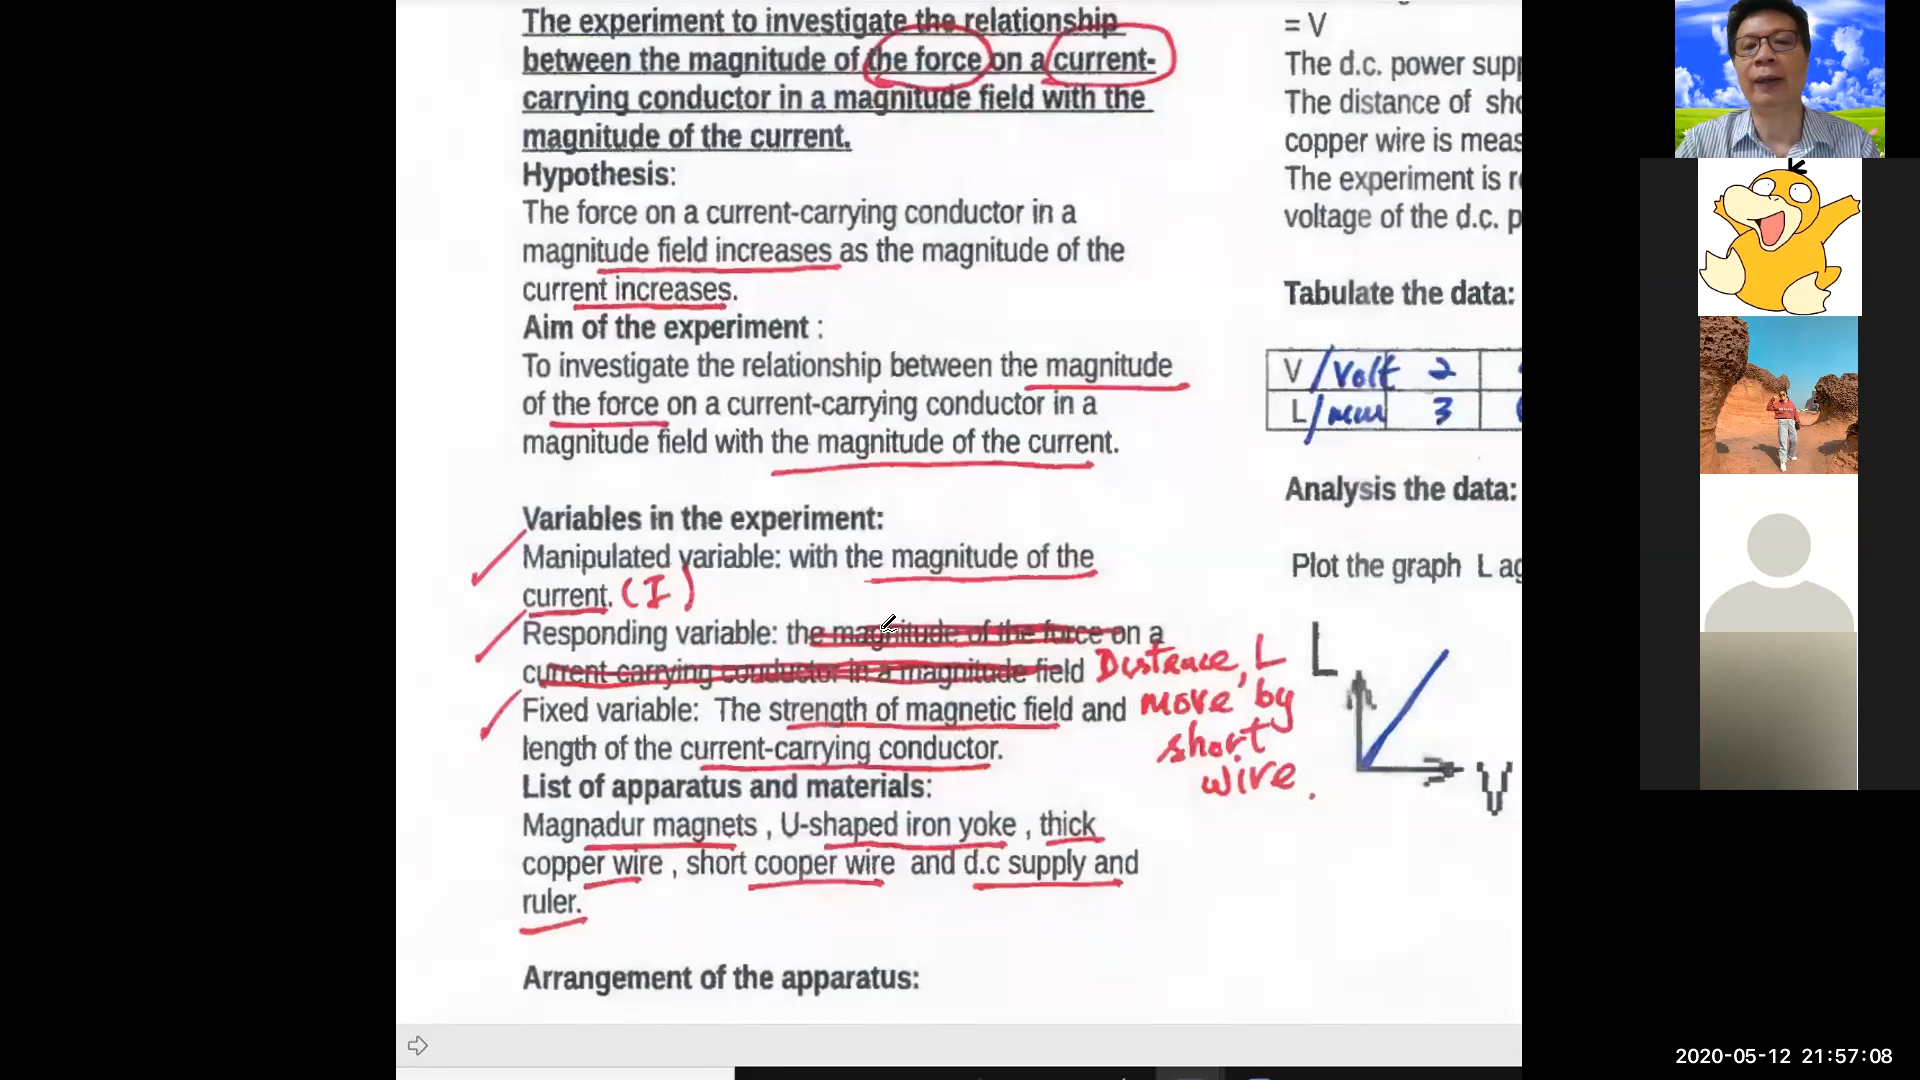 The experiment to investigate the relationship
between the magnitude of the force on a current-
carrying conductor in a magnitude field with the
magnitude of the current.
Hypothesis:
The force on a current-carrying conductor in a
magnitude field increases as the magnitude of the
current increases.
Aim of the experiment :
To investigate the relationship between the magnitude
of the force on a current-carrying conductor in a
magnitude field with the magnitude of the current.
Variables in the experiment:
Manipulated variable: with the magnitude of the
current. (I)
Responding variable: the magnitude of the force on a
current-carrying conductor in a magnitude field
Distance, L
move by
short
wire.
Fixed variable: The strength of magnetic field and
length of the current-carrying conductor.
List of apparatus and materials:
Magnadur magnets , U-shaped iron yoke , thick
copper wire , short cooper wire and d.c supply and
ruler.
Arrangement of the apparatus:
= V
The d.c. power supp
The distance of sho
copper wire is meas
The experiment is r
voltage of the d.c. p
Tabulate the data:
V /Volt 2
L 3
Analysis the data:
Plot the graph L ag
L
V
2020-05-12 21:57:08